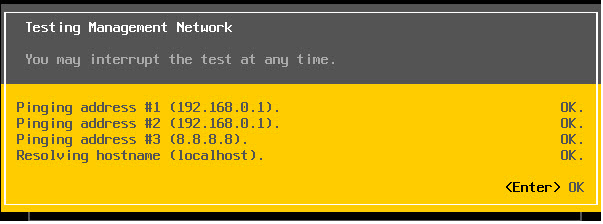 Testing Management Network
You may interrupt the test at any time.
Pinging address #1 (192.168.0.1). OK.
Pinging address #2 (192.168.0.1). OK.
Pinging address #3 (8.8.8.8). OK.
Resolving hostname (localhost). OK.
<Enter> OK